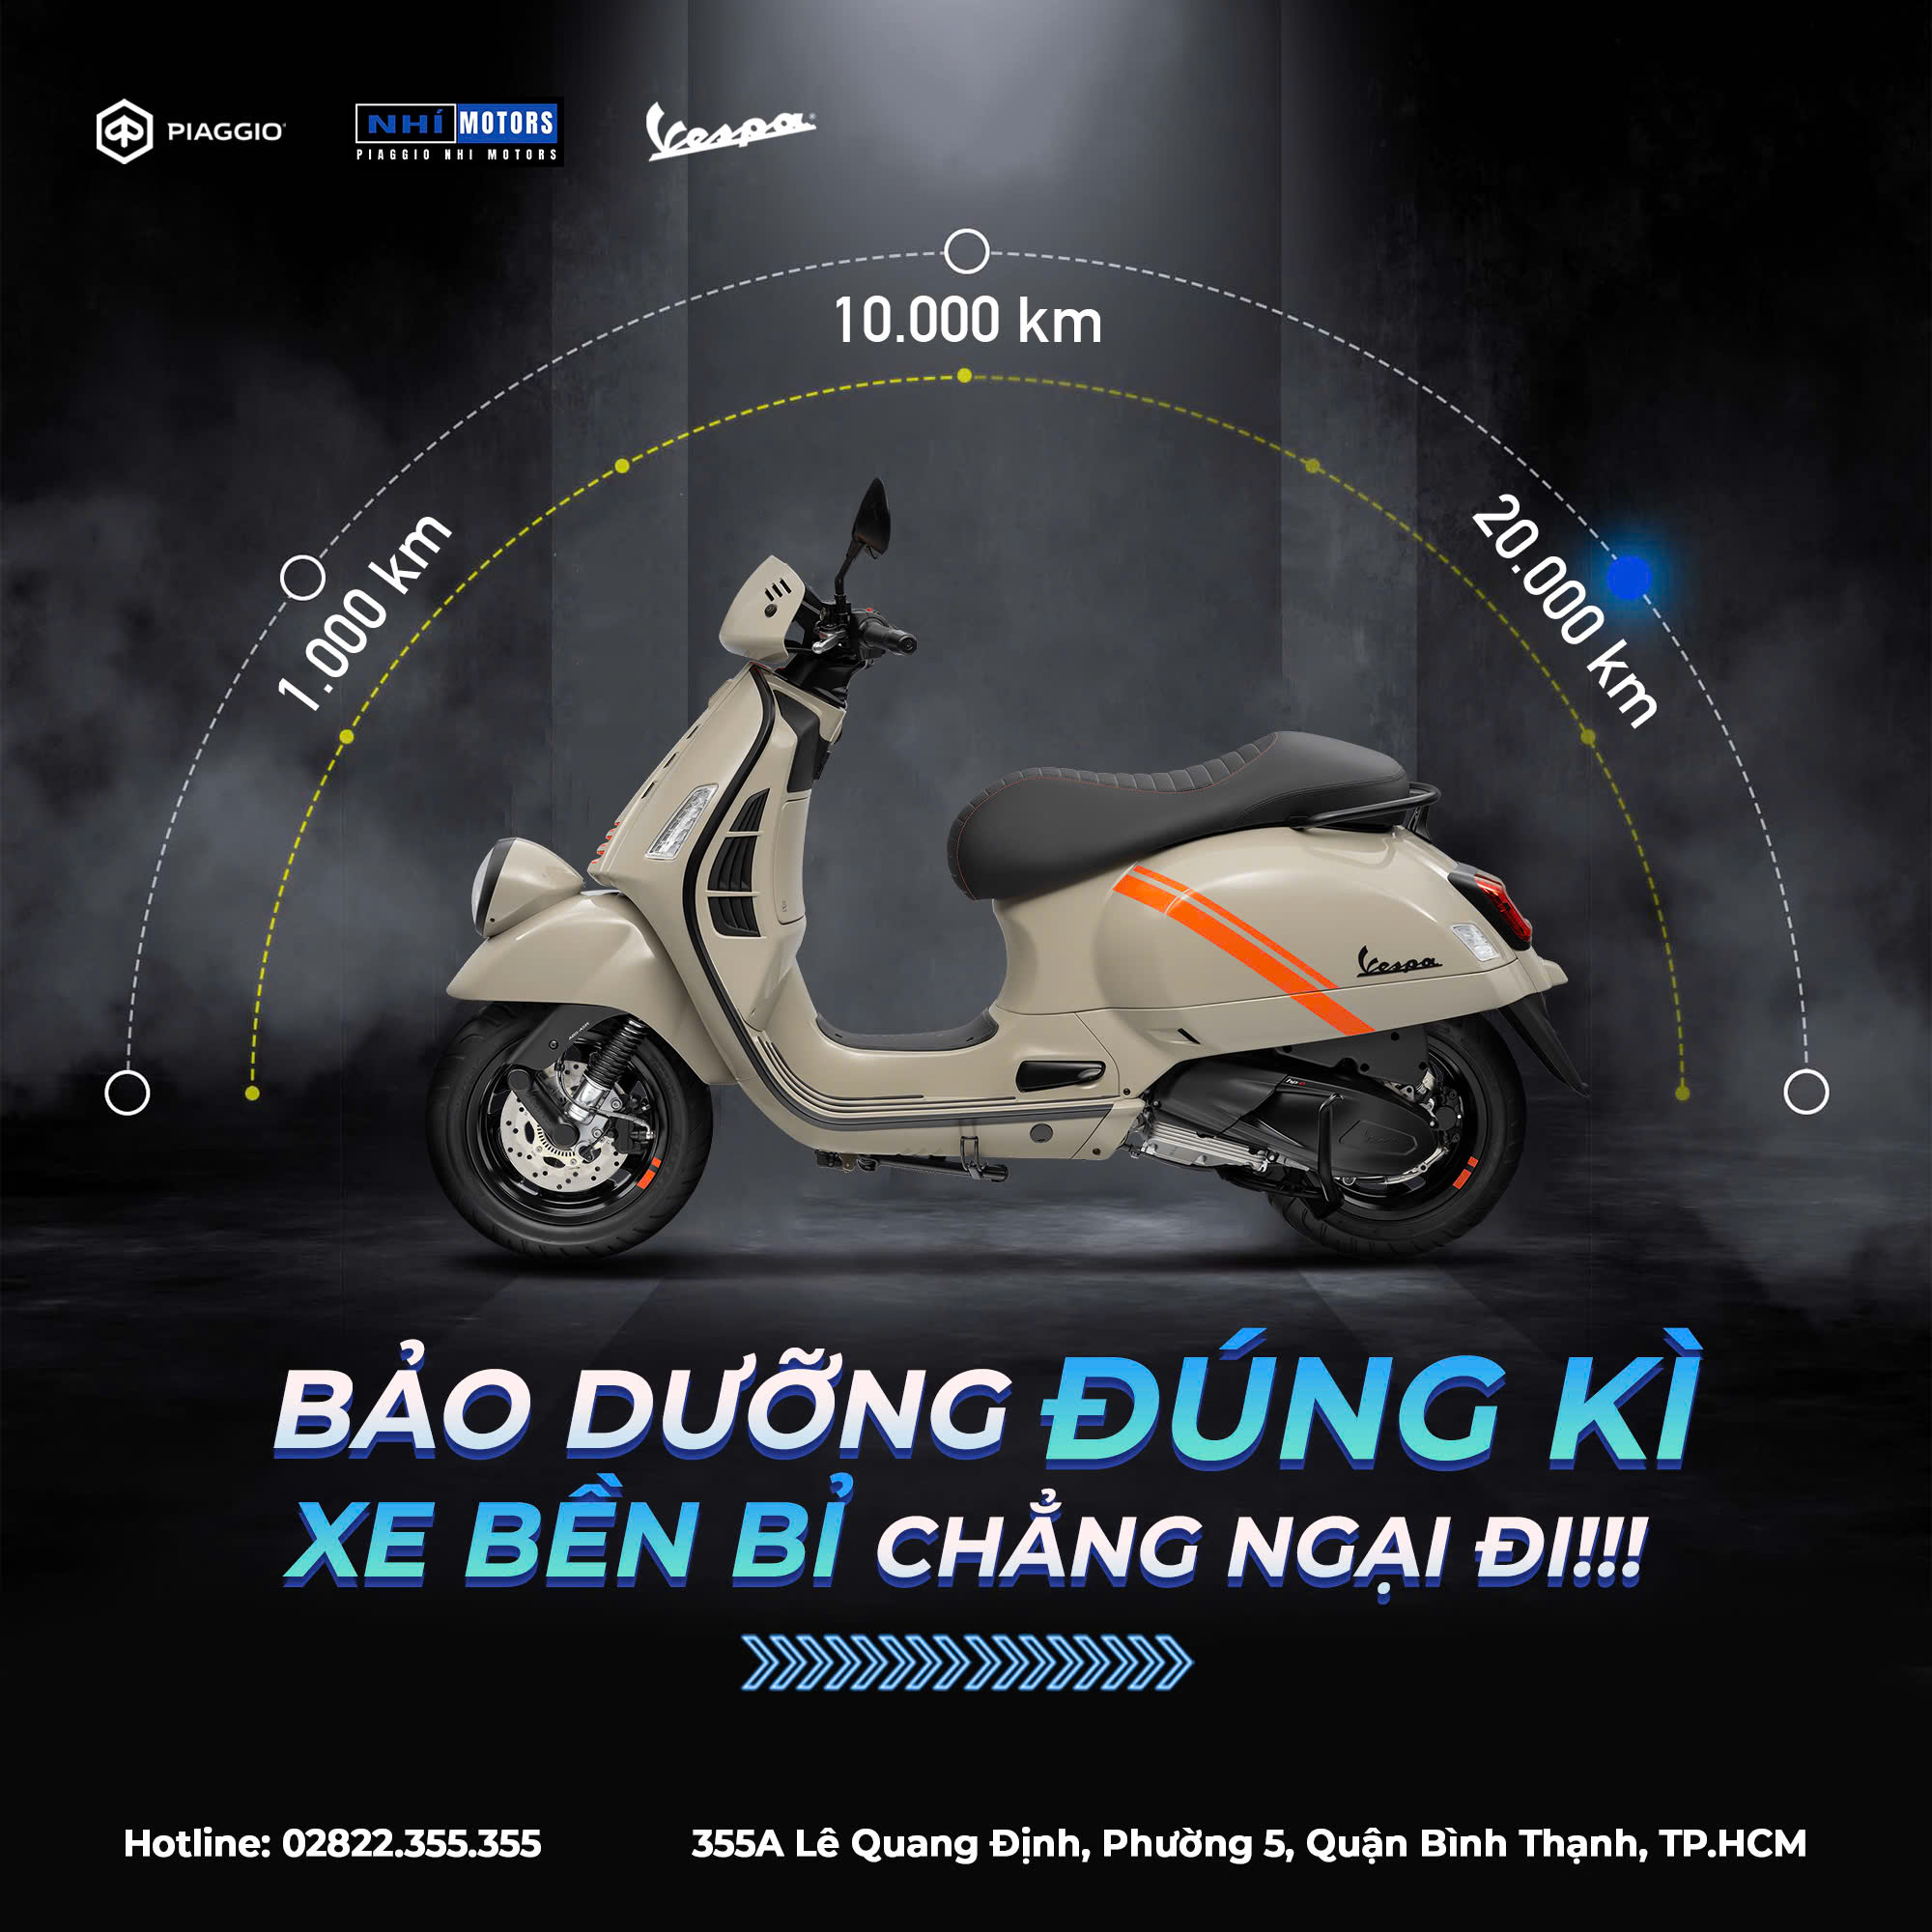 PIAGGIO
NHÍ MOTORS
PIAGGIO NHI MOTORS
Vespa
10.000 km
1.000 km
20.000 km
Vespa
BẢO DƯỠNG ĐÚNG KÌ
XE BỀN BỈ CHẲNG NGẠI ĐI!!!
Hotline: 02822.355.355
355A Lê Quang Định, Phường 5, Quận Bình Thạnh, TP.HCM